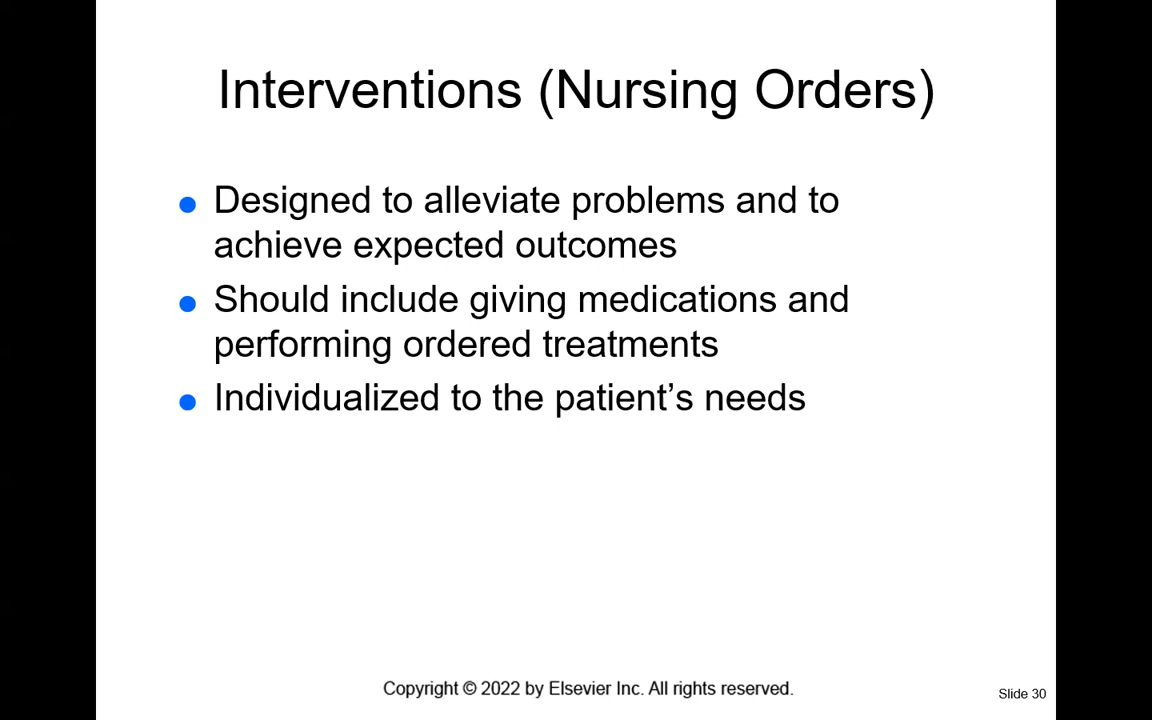 Interventions (Nursing Orders)
● Designed to alleviate problems and to
achieve expected outcomes
● Should include giving medications and
performing ordered treatments
● Individualized to the patient’s needs
Copyright © 2022 by Elsevier Inc. All rights reserved.
Slide 30